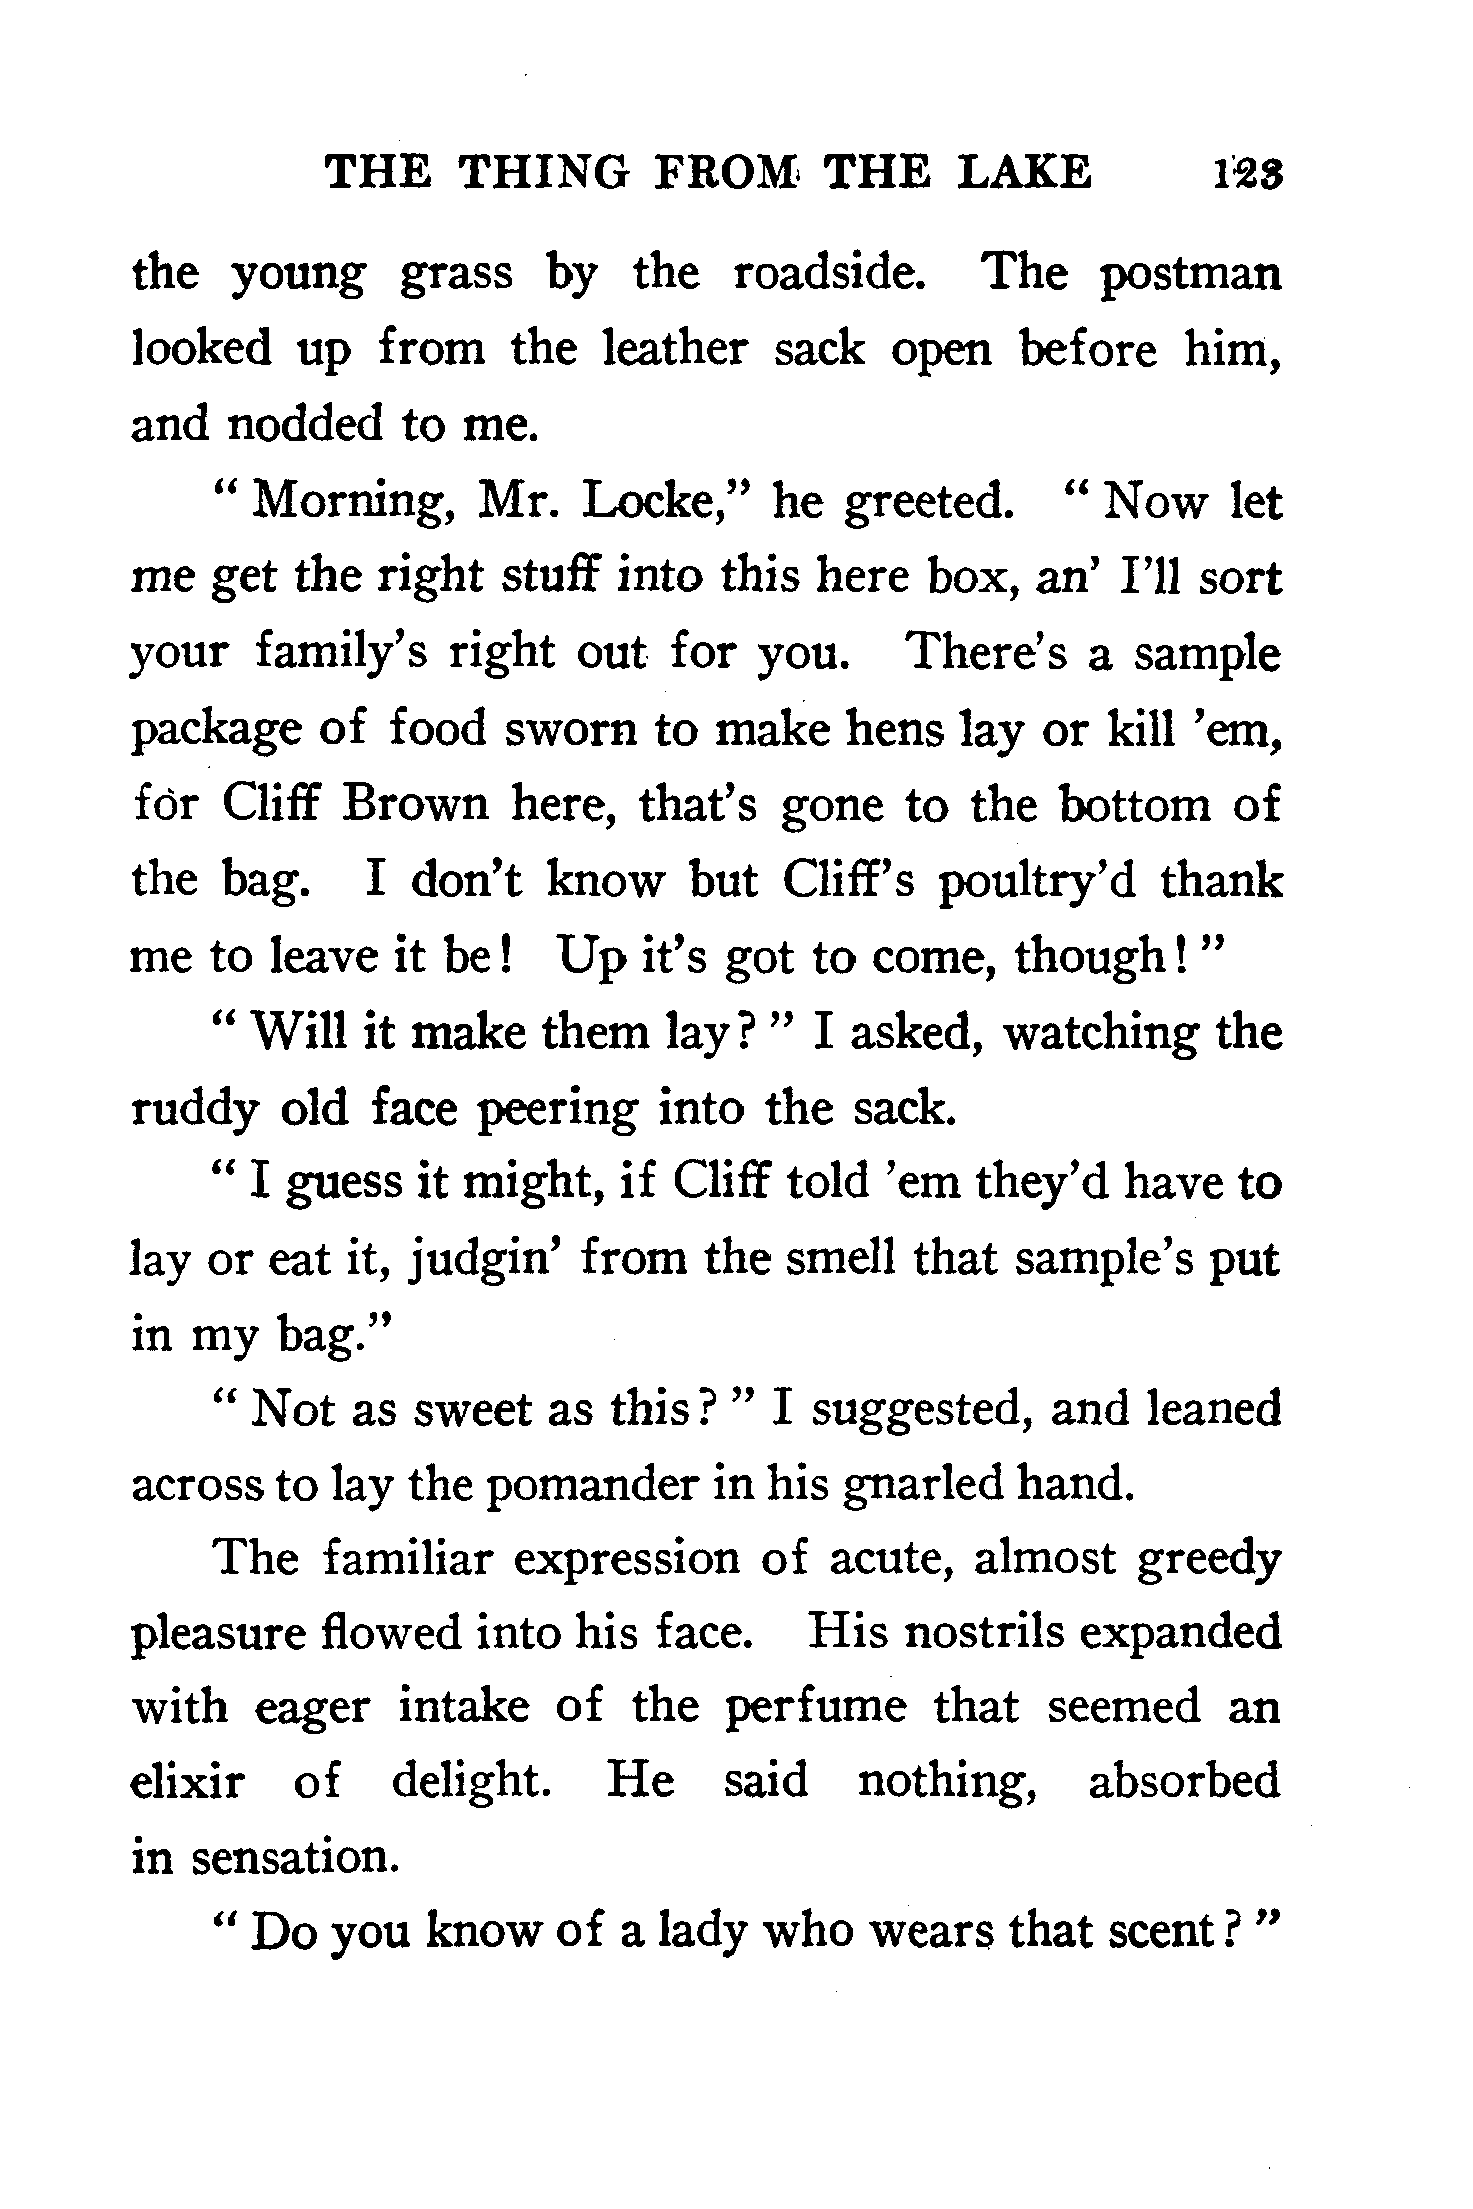 THE THING FROM THE LAKE 123
the young grass by the roadside. The postman
looked up from the leather sack open before him,
and nodded to me.
“ Morning, Mr. Locke,” he greeted. “ Now let
me get the right stuff into this here box, an’ I’ll sort
your family’s right out for you. There’s a sample
package of food sworn to make hens lay or kill ’em,
for Cliff Brown here, that’s gone to the bottom of
the bag. I don’t know but Cliff’s poultry’d thank
me to leave it be! Up it’s got to come, though! ”
“ Will it make them lay? ” I asked, watching the
ruddy old face peering into the sack.
“ I guess it might, if Cliff told ’em they’d have to
lay or eat it, judgin’ from the smell that sample’s put
in my bag.”
“ Not as sweet as this? ” I suggested, and leaned
across to lay the pomander in his gnarled hand.
The familiar expression of acute, almost greedy
pleasure flowed into his face. His nostrils expanded
with eager intake of the perfume that seemed an
elixir of delight. He said nothing, absorbed
in sensation.
“ Do you know of a lady who wears that scent? ”